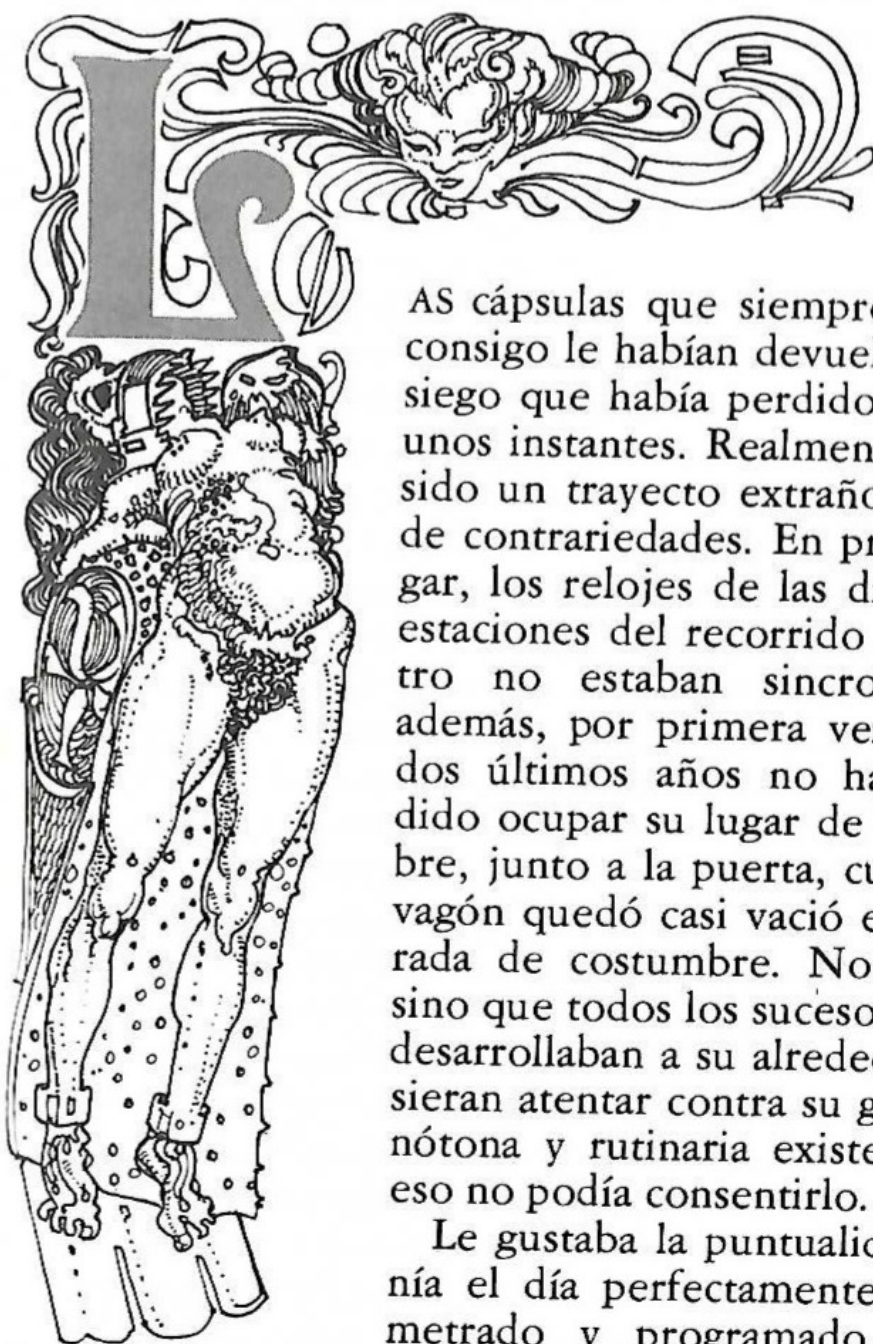 LAS cápsulas que siempre
consigo le habían devuel
siego que había perdido
unos instantes. Realmen
sido un trayecto extraño
de contrariedades. En pr
gar, los relojes de las d
estaciones del recorrido
tro no estaban sincro
además, por primera vez
dos últimos años no ha
dido ocupar su lugar de
bre, junto a la puerta, cu
vagón quedó casi vació e
rada de costumbre. No
sino que todos los suceso
desarrollaban a su alrede
sieran atentar contra su g
nótona y rutinaria existe
eso no podía consentirlo.
Le gustaba la puntualid
nía el día perfectamente
metrado y programado